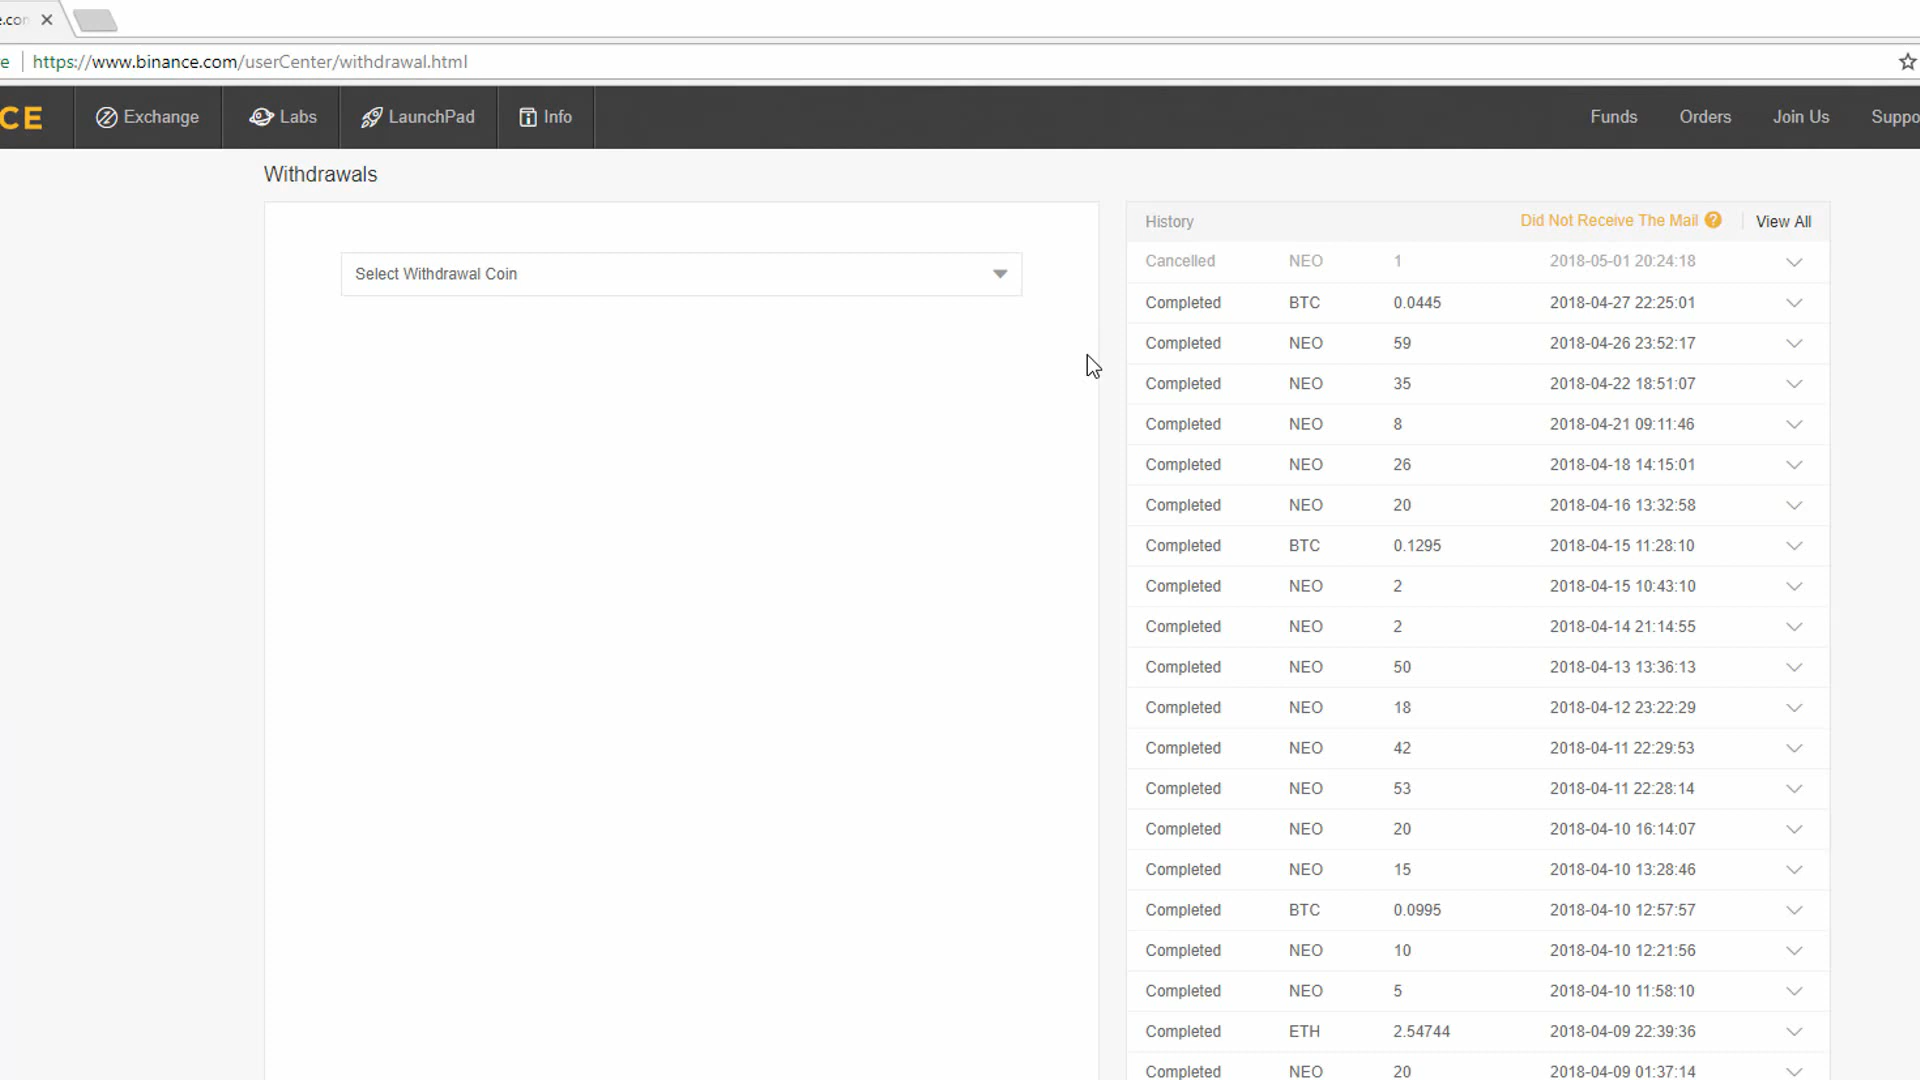 e.con
e https://www.binance.com/userCenter/withdrawal.html
CE Exchange Labs LaunchPad Info Funds Orders Join Us Suppo
Withdrawals
Select Withdrawal Coin
History Did Not Receive The Mail ? View All
Cancelled NEO 1 2018-05-01 20:24:18
Completed BTC 0.0445 2018-04-27 22:25:01
Completed NEO 59 2018-04-26 23:52:17
Completed NEO 35 2018-04-22 18:51:07
Completed NEO 8 2018-04-21 09:11:46
Completed NEO 26 2018-04-18 14:15:01
Completed NEO 20 2018-04-16 13:32:58
Completed BTC 0.1295 2018-04-15 11:28:10
Completed NEO 2 2018-04-15 10:43:10
Completed NEO 2 2018-04-14 21:14:55
Completed NEO 50 2018-04-13 13:36:13
Completed NEO 18 2018-04-12 23:22:29
Completed NEO 42 2018-04-11 22:29:53
Completed NEO 53 2018-04-11 22:28:14
Completed NEO 20 2018-04-10 16:14:07
Completed NEO 15 2018-04-10 13:28:46
Completed BTC 0.0995 2018-04-10 12:57:57
Completed NEO 10 2018-04-10 12:21:56
Completed NEO 5 2018-04-10 11:58:10
Completed ETH 2.54744 2018-04-09 22:39:36
Completed NEO 20 2018-04-09 01:37:14